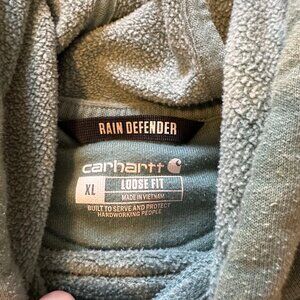 RAIN DEFENDER
carhartt
XL LOOSE FIT
MADE IN VIETNAM
BUILT TO SERVE AND PROTECT
HARDWORKING PEOPLE